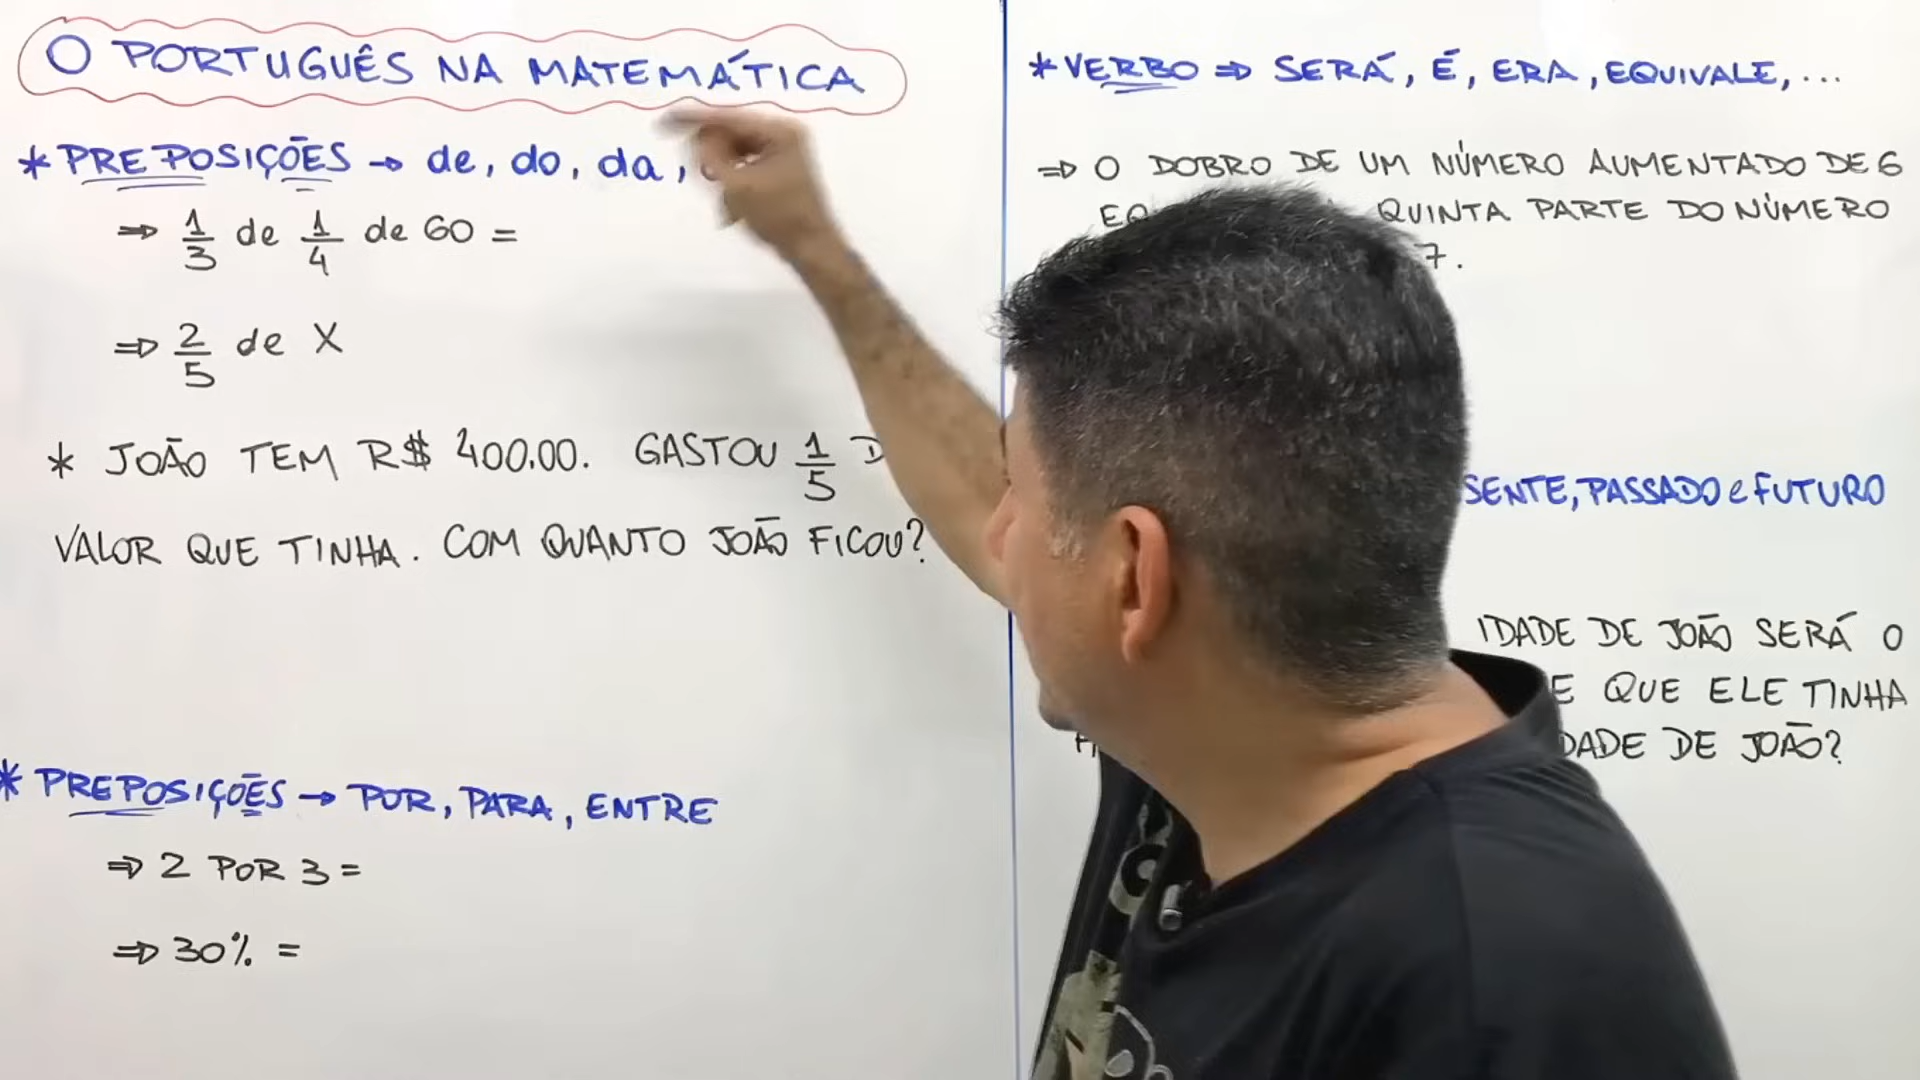 O PORTUGUÊS NA MATEMÁTICA
* PREPOSIÇÕES → de, do, da,
⇒ 1/3 de 1/4 de 60 =
⇒ 2/5 de X
* JOÃO TEM R$ 400,00. GASTOU 1/5
VALOR QUE TINHA. COM QUANTO JOÃO FICOU?
* PREPOSIÇÕES → POR, PARA, ENTRE
⇒ 2 POR 3 =
⇒ 30% =
* VERBO ⇒ SERÁ, É, ERA, EQUIVALE, ...
⇒ O DOBRO DE UM NÚMERO AUMENTADO DE 6
QUINTA PARTE DO NÚMERO
7.
SENTE, PASSADO e FUTURO
IDADE DE JOÃO SERÁ O
E QUE ELE TINHA
DADE DE JOÃO?